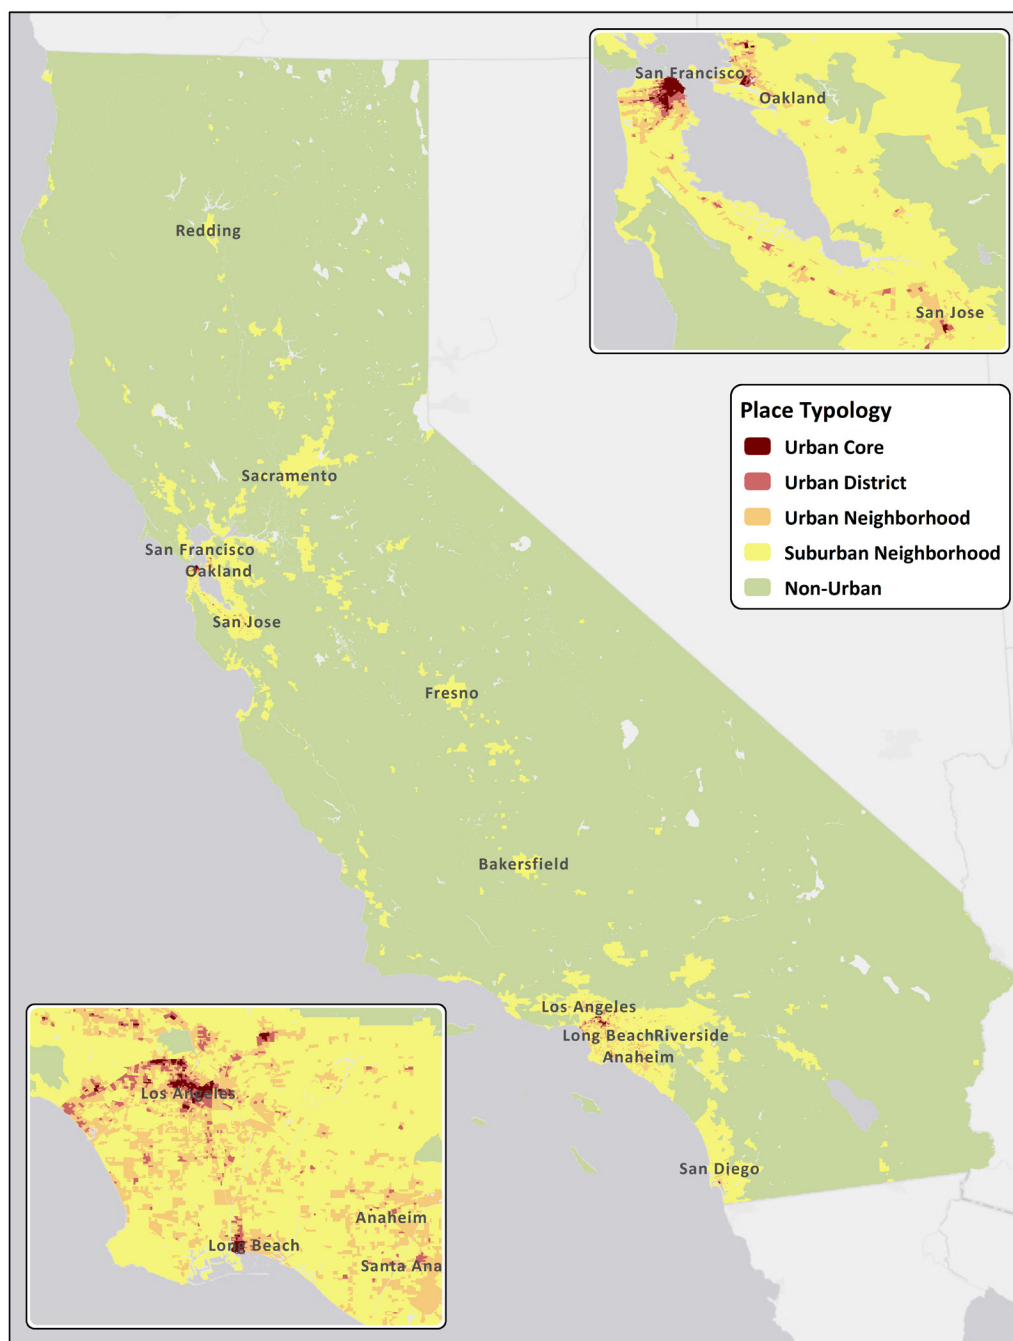 San Francisco
Oakland
San Jose
Redding
Place Typology
Urban Core
Urban District
Urban Neighborhood
Suburban Neighborhood
Non-Urban
Sacramento
San Francisco
Oakland
San Jose
Fresno
Bakersfield
Los Angeles
Long Beach Riverside
Anaheim
San Diego
Los Angeles
Anaheim
Long Beach
Santa Ana